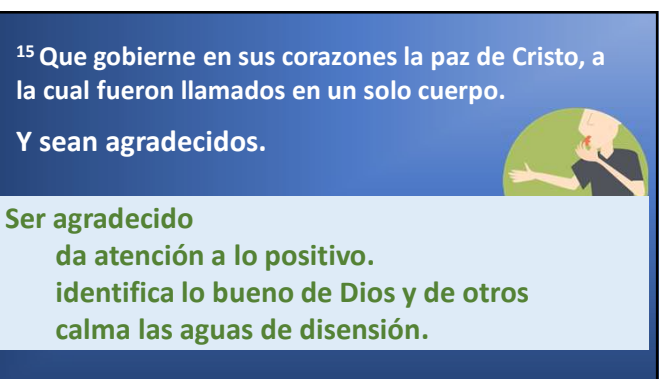 15 Que gobierne en sus corazones la paz de Cristo, a
la cual fueron llamados en un solo cuerpo.
Y sean agradecidos.
Ser agradecido
da atención a lo positivo.
identifica lo bueno de Dios y de otros
calma las aguas de disensión.